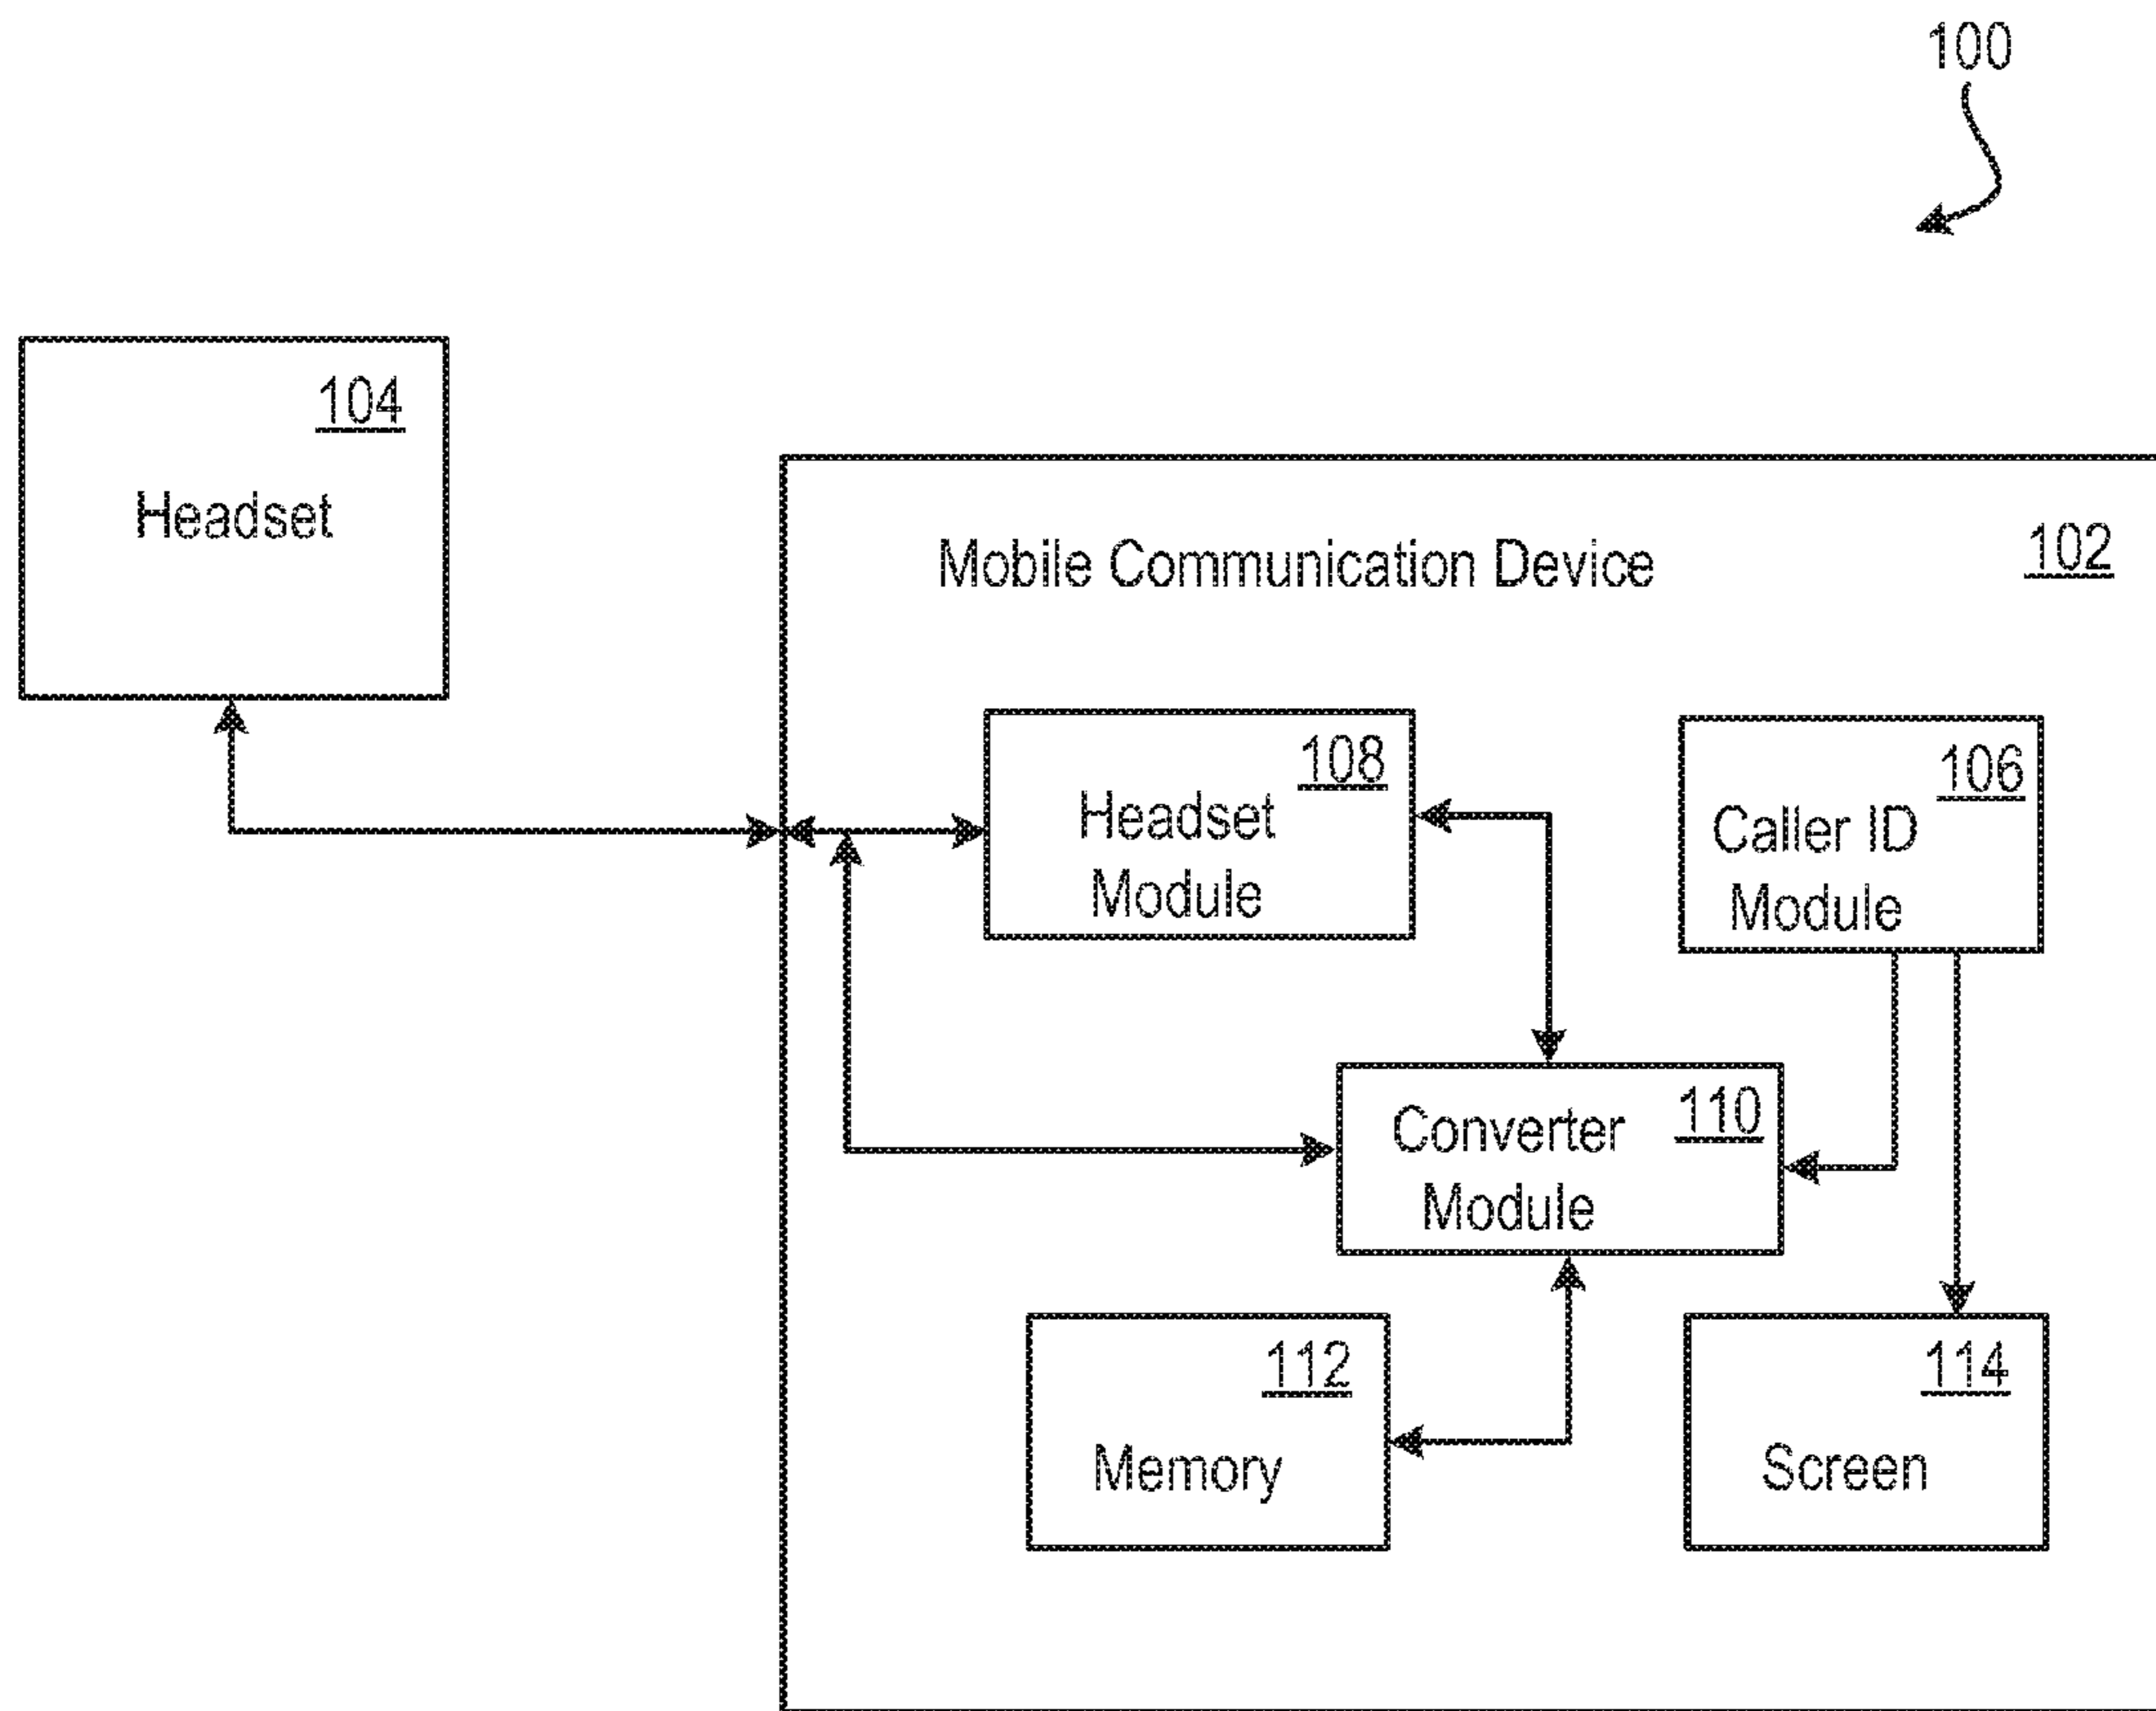 100
104
Headset
Mobile Communication Device
102
108
Headset
Module
106
Caller ID
Module
110
Converter
Module
112
Memory
114
Screen